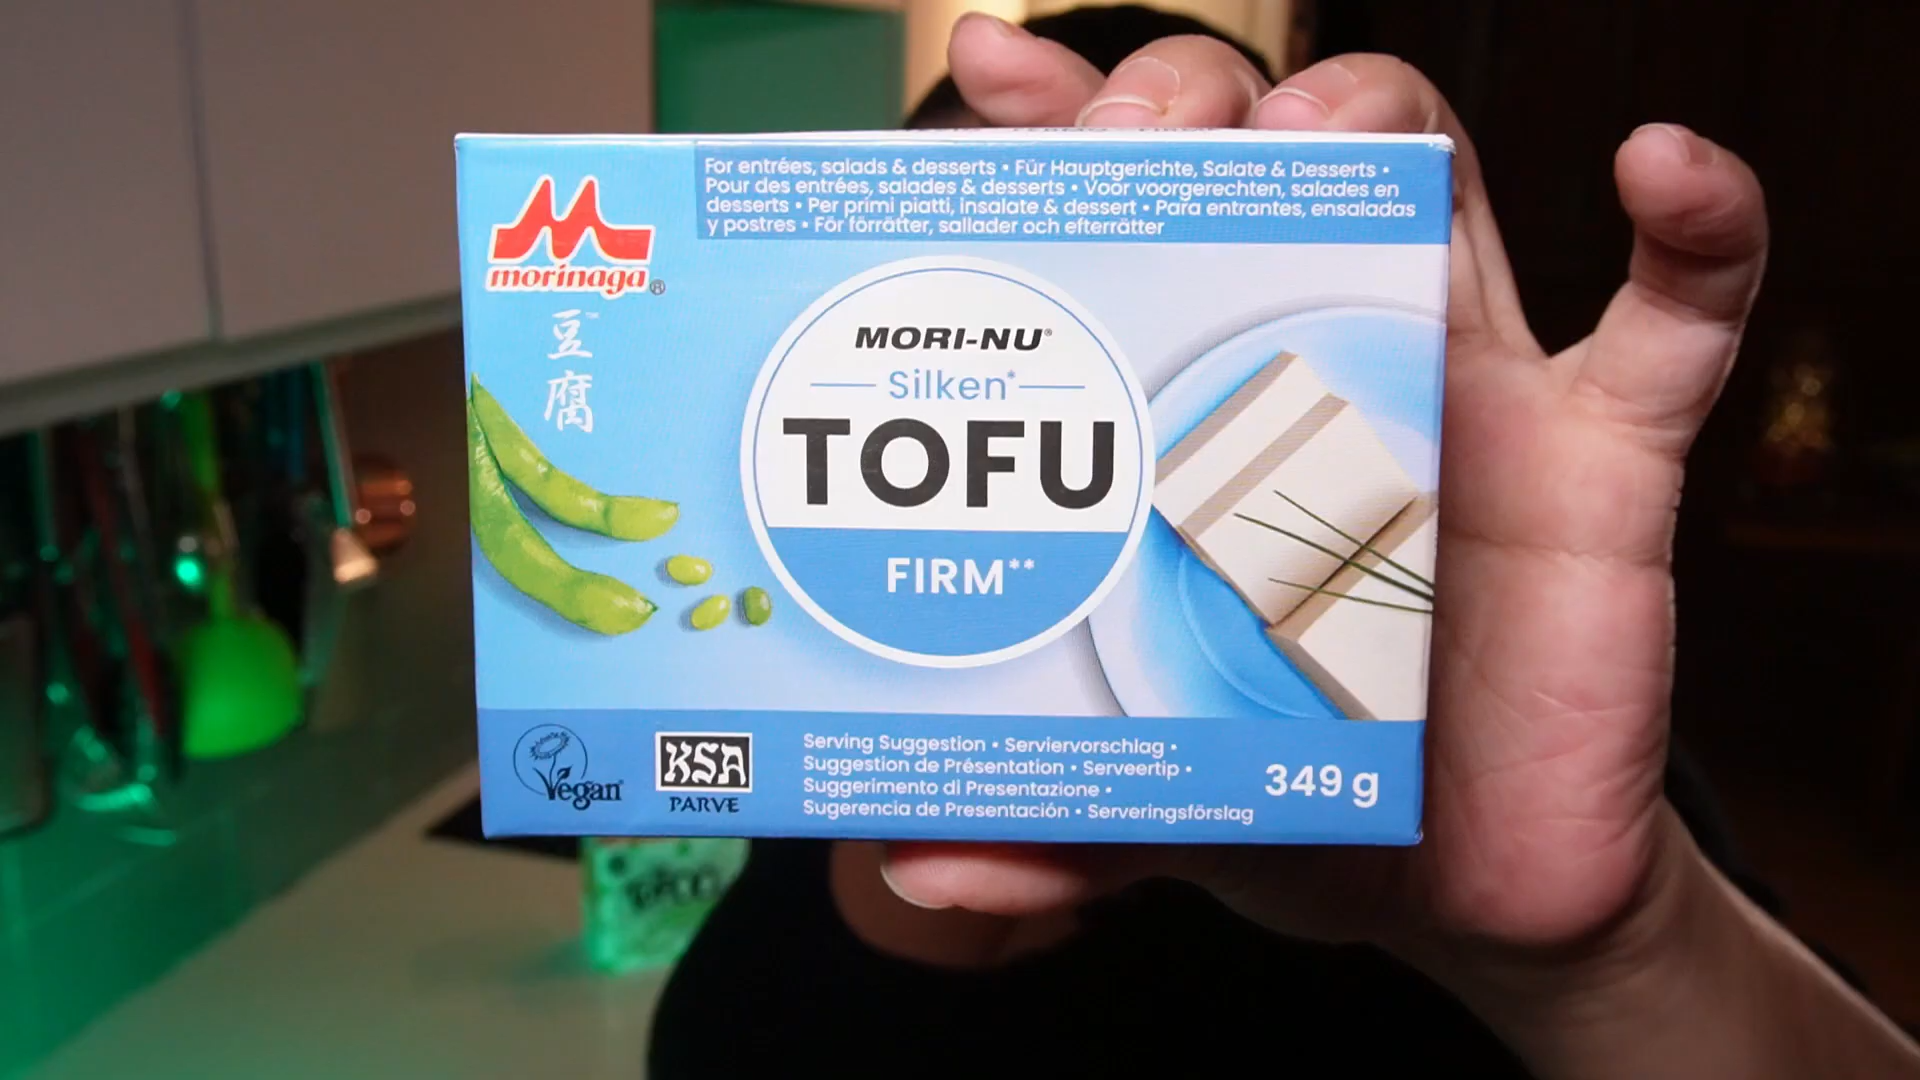 For entrées, salads & desserts • Für Hauptgerichte, Salate & Desserts •
Pour des entrées, salades & desserts • Voor voorgerechten, salades en
desserts • Per primi piatti, insalate & dessert • Para entrantes, ensaladas
y postres • För förrätter, sallader och efterrätter
morinaga®
豆™
腐
MORI-NU®
Silken*
TOFU
FIRM**
Vegan
KSA
PARVE
Serving Suggestion • Serviervorschlag •
Suggestion de Présentation • Serveertip •
Suggerimento di Presentazione •
Sugerencia de Presentación • Serveringsförslag
349 g